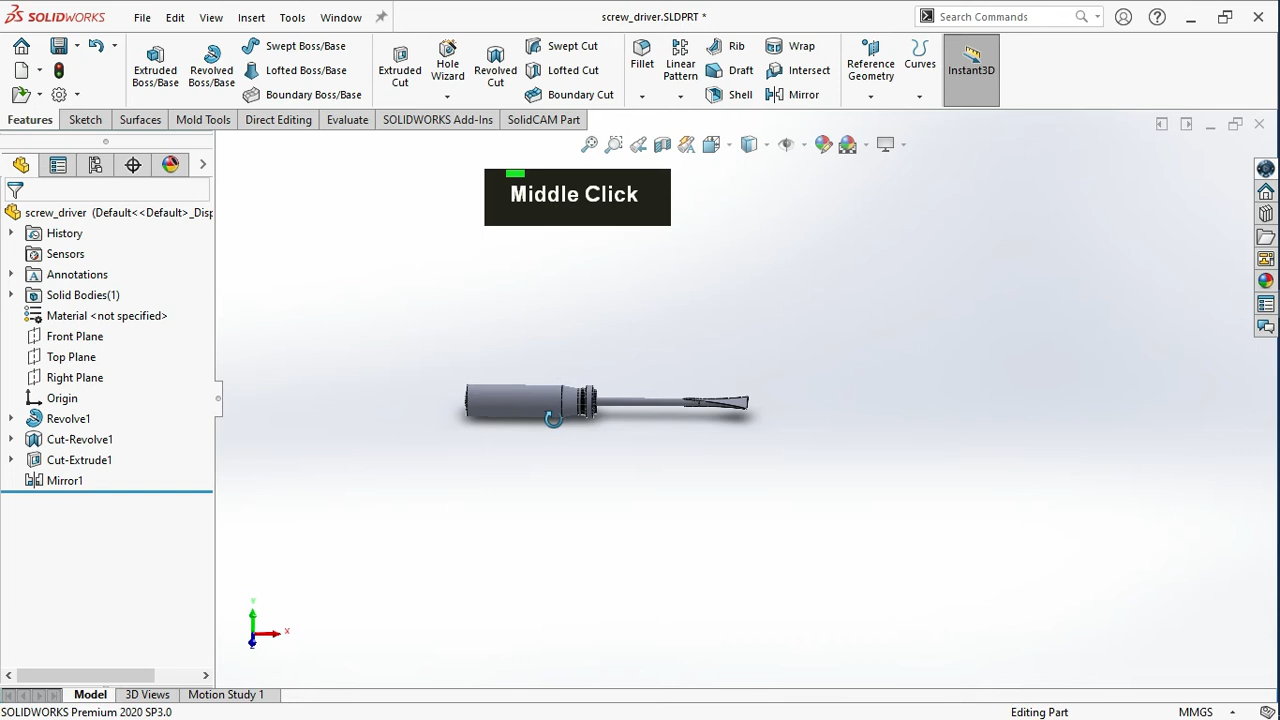 SOLIDWORKS
File
Edit
View
Insert
Tools
Window
screw_driver.SLDPRT *
Search Commands
Extruded Boss/Base
Revolved Boss/Base
Swept Boss/Base
Lofted Boss/Base
Boundary Boss/Base
Extruded Cut
Hole Wizard
Revolved Cut
Swept Cut
Lofted Cut
Boundary Cut
Fillet
Linear Pattern
Rib
Draft
Shell
Wrap
Intersect
Mirror
Reference Geometry
Curves
Instant3D
Features
Sketch
Surfaces
Mold Tools
Direct Editing
Evaluate
SOLIDWORKS Add-Ins
SolidCAM Part
Middle Click
screw_driver (Default<<Default>_Disp
History
Sensors
Annotations
Solid Bodies(1)
Material <not specified>
Front Plane
Top Plane
Right Plane
Origin
Revolve1
Cut-Revolve1
Cut-Extrude1
Mirror1
Y
X
Z
Model
3D Views
Motion Study 1
SOLIDWORKS Premium 2020 SP3.0
Editing Part
MMGS